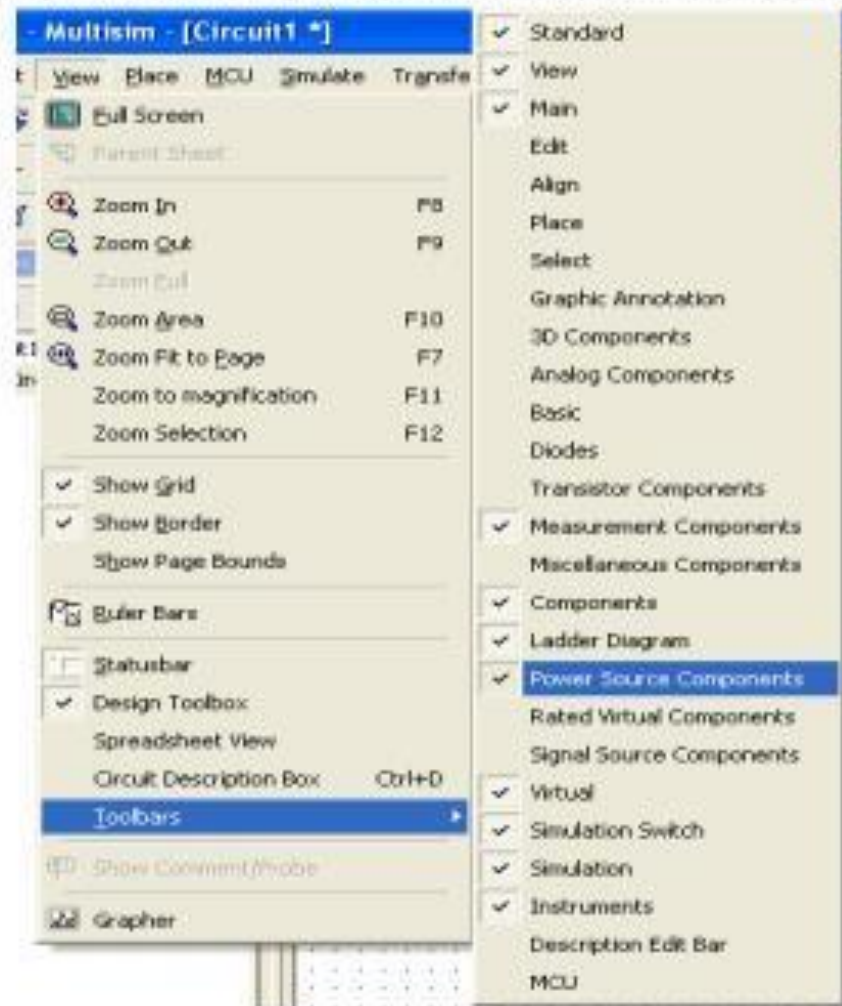 - Multisim - [Circuit1 *]
View Place MCU Simulate Transfe
Full Screen
Parent Sheet
Zoom In F8
Zoom Out F9
Zoom Full
Zoom Area F10
Zoom Fit to Page F7
Zoom to magnification F11
Zoom Selection F12
Show Grid
Show Border
Show Page Bounds
Ruler Bars
Statusbar
Design Toolbox
Spreadsheet View
Circuit Description Box Ctrl+D
Toolbars
Show Comment/Probe
Grapher
Standard
View
Main
Edit
Align
Place
Select
Graphic Annotation
3D Components
Analog Components
Basic
Diodes
Transistor Components
Measurement Components
Miscellaneous Components
Components
Ladder Diagram
Power Source Components
Rated Virtual Components
Signal Source Components
Virtual
Simulation Switch
Simulation
Instruments
Description Edit Bar
MCU